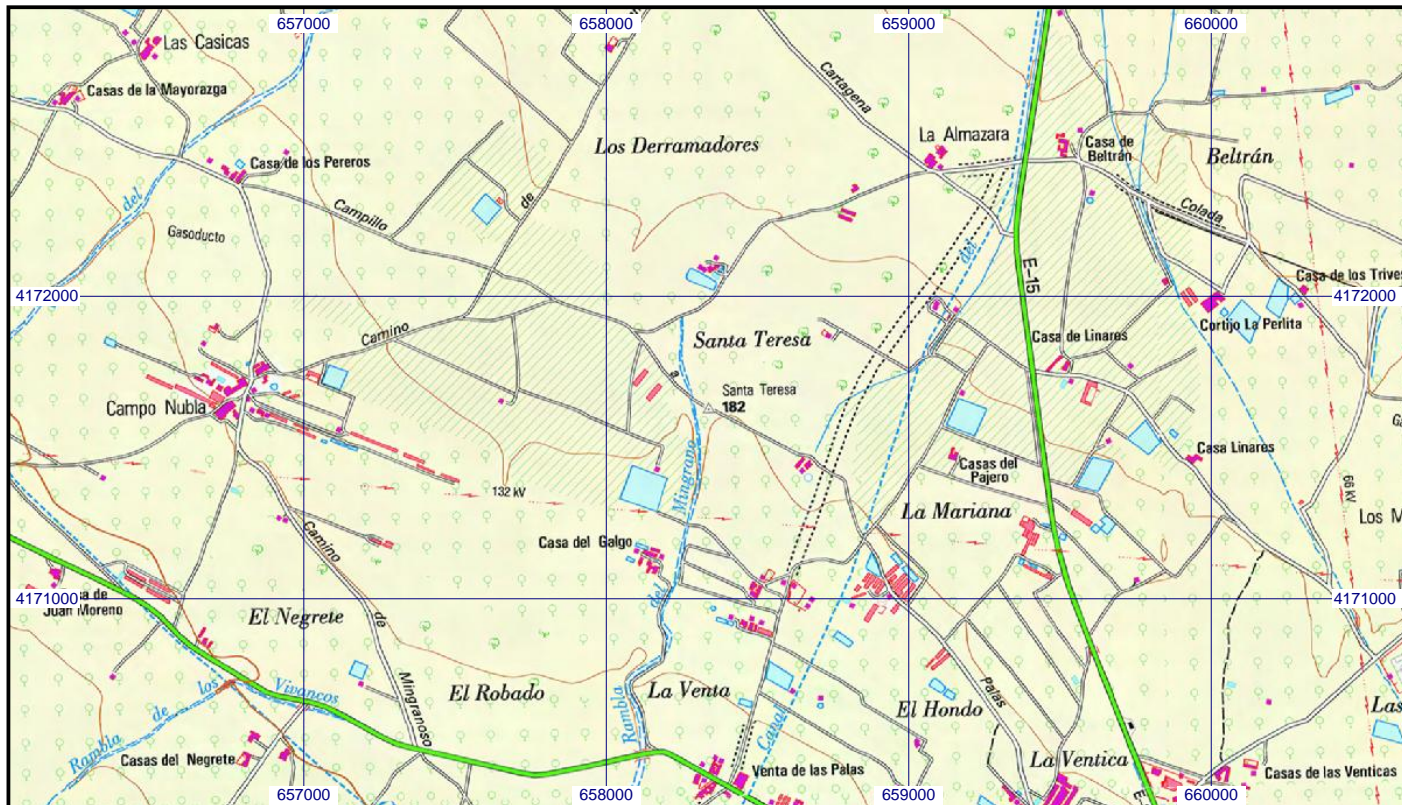 657000
658000
659000
660000
Las Casicas
Casas de la Mayorazga
Cartagena
La Almazara
Casa de
Beltrán
Beltrán
Los Derramadores
Casa de los Pereros
del
de
Campillo
Colada
Gasoducto
del
E-15
Casa de los Trives
4172000
4172000
Cortijo La Perlita
Camino
Santa Teresa
Casa de Linares
a
Santa Teresa
182
Campo Nubla
Casa Linares
Casas del
Pajero
Mingrano
132 kV
66 kV
La Mariana
Los M
Camino
Casa del Galgo
4171000
4171000
del
Juan Moreno
El Negrete
de
Mingranoso
El Robado
La Venta
Palas
El Hondo
Vivancos
los
de
Rambla
Rambla
Canal
Las
Casas del Negrete
Venta de las Palas
La Ventica
Casas de las Venticas
657000
658000
659000
660000